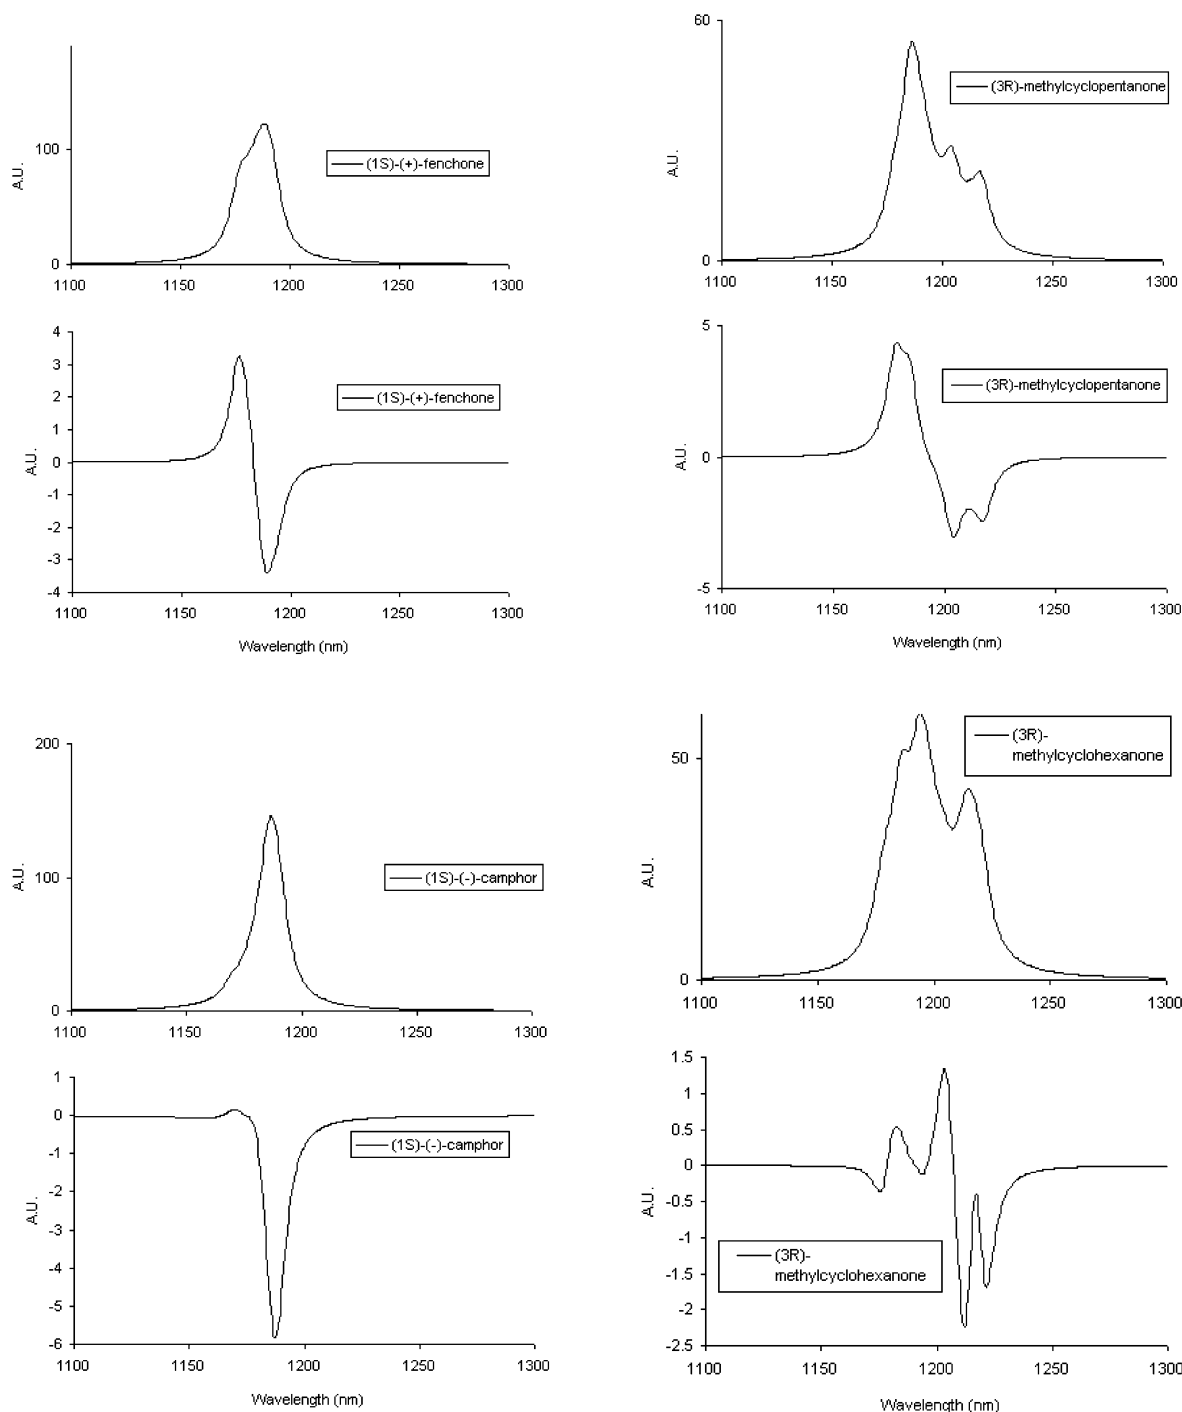 A.U.
100
0
(1S)-(+)-fenchone
1100 1150 1200 1250 1300
A.U.
4
3
2
1
0
-1
-2
-3
-4
(1S)-(+)-fenchone
1100 1150 1200 1250 1300
Wavelength (nm)
A.U.
60
0
(3R)-methylcyclopentanone
1100 1150 1200 1250 1300
A.U.
5
0
-5
(3R)-methylcyclopentanone
1100 1150 1200 1250 1300
Wavelength (nm)
A.U.
200
100
0
(1S)-(-)-camphor
1100 1150 1200 1250 1300
A.U.
1
0
-1
-2
-3
-4
-5
-6
(1S)-(-)-camphor
1100 1150 1200 1250 1300
Wavelength (nm)
A.U.
50
0
(3R)-
methylcyclohexanone
1100 1150 1200 1250 1300
A.U.
1.5
1
0.5
0
-0.5
-1
-1.5
-2
-2.5
(3R)-
methylcyclohexanone
1100 1150 1200 1250 1300
Wavelength (nm)